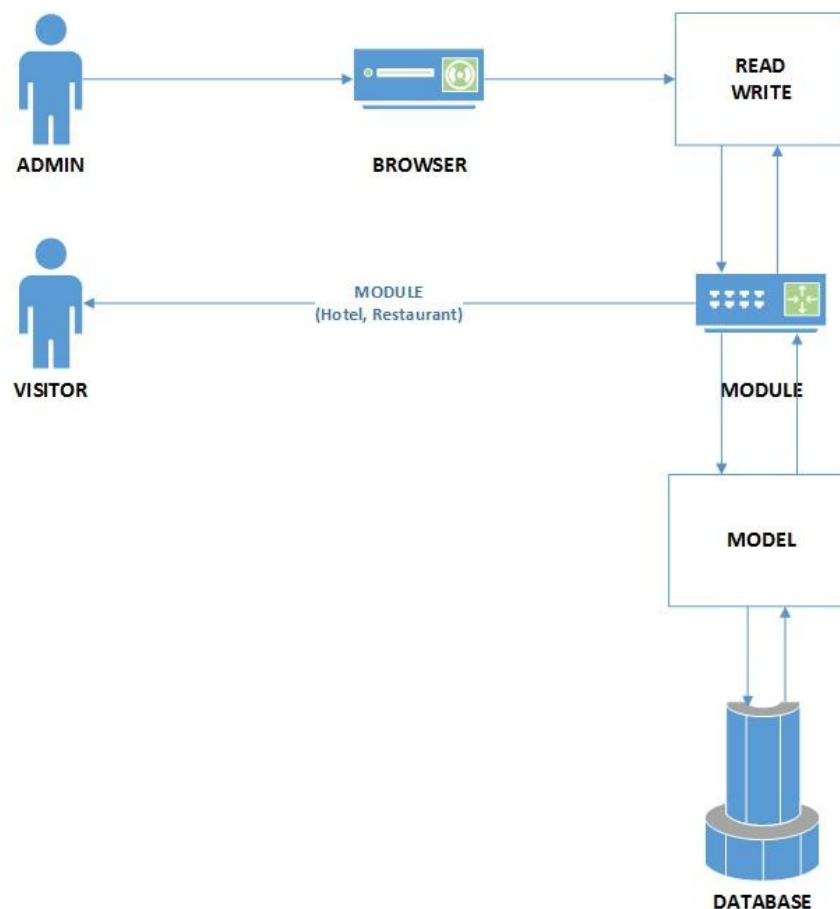 READ
WRITE
ADMIN
BROWSER
MODULE
(Hotel, Restaurant)
VISITOR
MODULE
MODEL
DATABASE